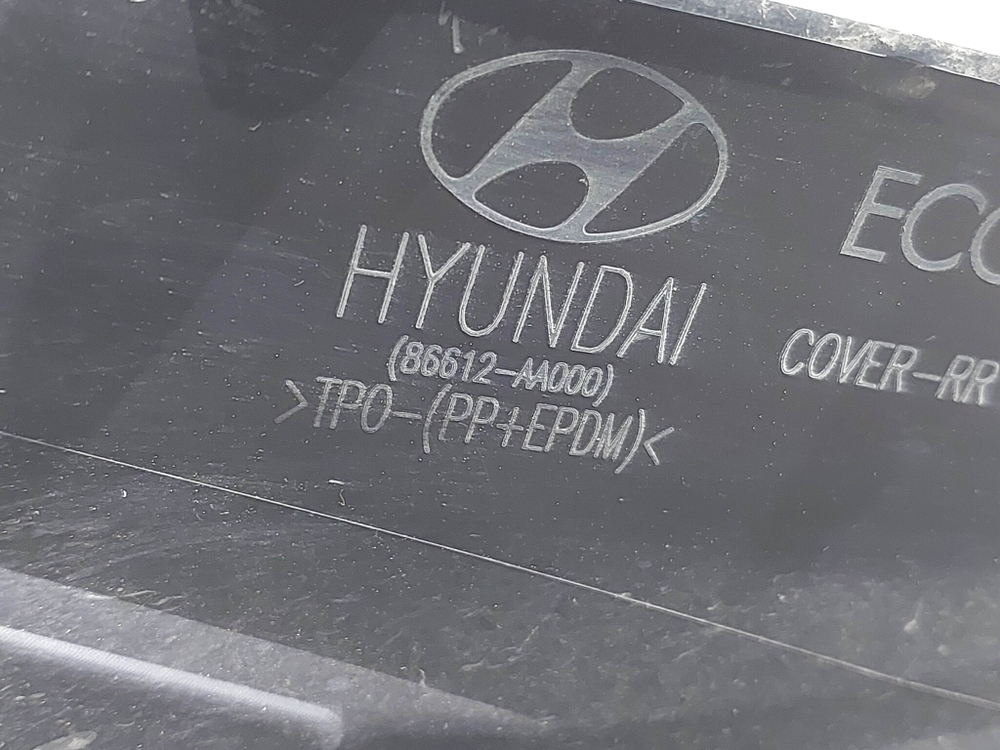 HYUNDAI
(86612-AA000)
>TPO-(PP+EPDM)<
COVER-RR